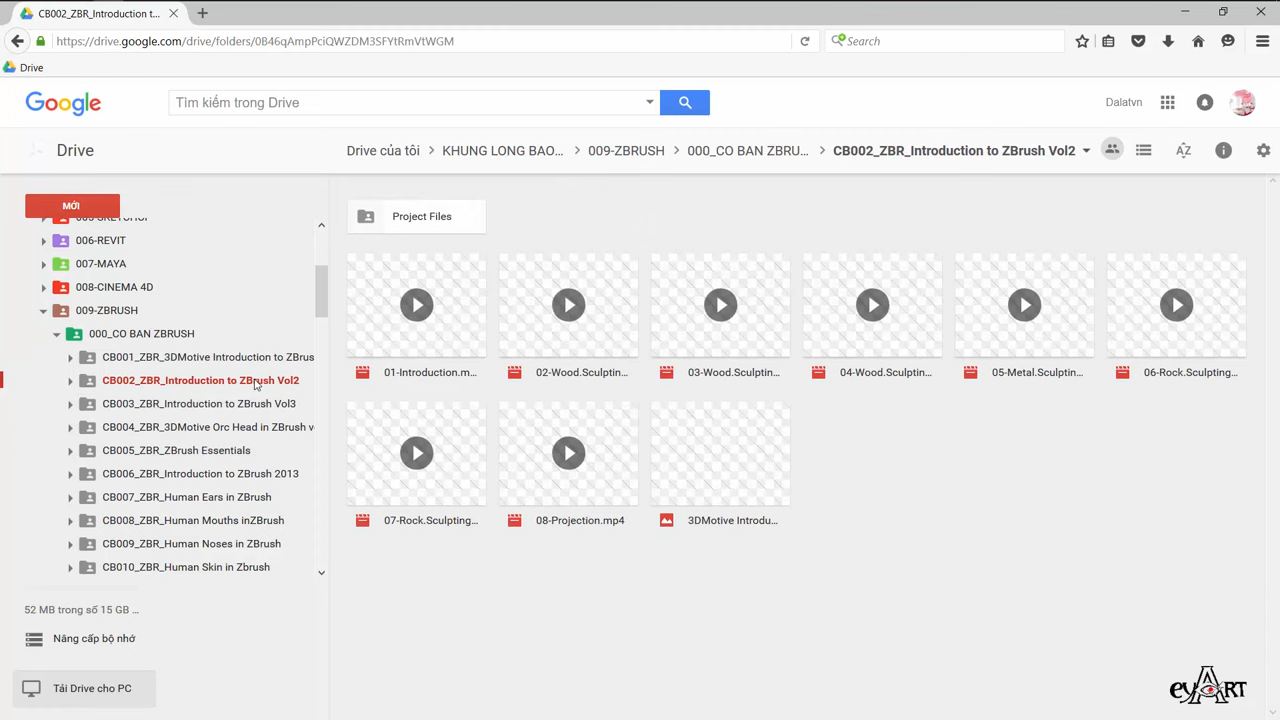 CB002_ZBR_Introduction t...
https://drive.google.com/drive/folders/0B46qAmpPciQWZDM3SFYtRmVtWGM
Search
Drive
Google
Tìm kiếm trong Drive
Dalatvn
Drive
Drive của tôi
KHUNG LONG BAO...
009-ZBRUSH
000_CO BAN ZBRU...
CB002_ZBR_Introduction to ZBrush Vol2
AZ
MỚI
006-REVIT
007-MAYA
008-CINEMA 4D
009-ZBRUSH
000_CO BAN ZBRUSH
CB001_ZBR_3DMotive Introduction to ZBrus
CB002_ZBR_Introduction to ZBrush Vol2
CB003_ZBR_Introduction to ZBrush Vol3
CB004_ZBR_3DMotive Orc Head in ZBrush v
CB005_ZBR_ZBrush Essentials
CB006_ZBR_Introduction to ZBrush 2013
CB007_ZBR_Human Ears in ZBrush
CB008_ZBR_Human Mouths inZBrush
CB009_ZBR_Human Noses in ZBrush
CB010_ZBR_Human Skin in Zbrush
52 MB trong số 15 GB ...
Nâng cấp bộ nhớ
Tải Drive cho PC
Project Files
01-Introduction.m...
02-Wood.Sculptin...
03-Wood.Sculptin...
04-Wood.Sculptin...
05-Metal.Sculptin...
06-Rock.Sculpting...
07-Rock.Sculpting...
08-Projection.mp4
3DMotive Introdu...
eyART